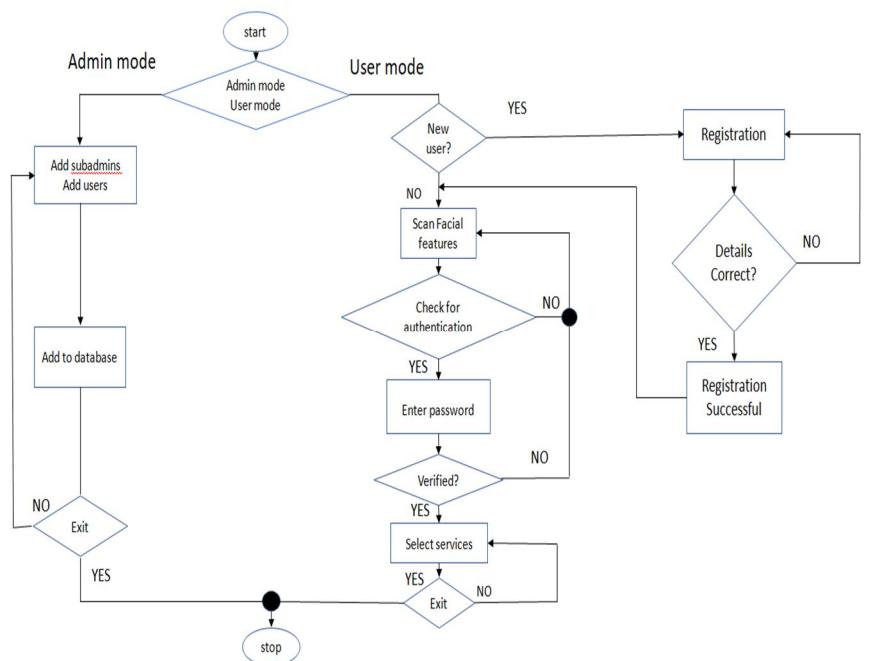 start
Admin mode
User mode
Admin mode
User mode
New
user?
YES
Registration
Add subadmins
Add users
NO
Scan Facial
features
Details
Correct?
NO
Check for
authentication
NO
YES
Add to database
YES
Registration
Successful
Enter password
NO
Verified?
YES
NO
Exit
Select services
YES
YES
Exit
NO
stop